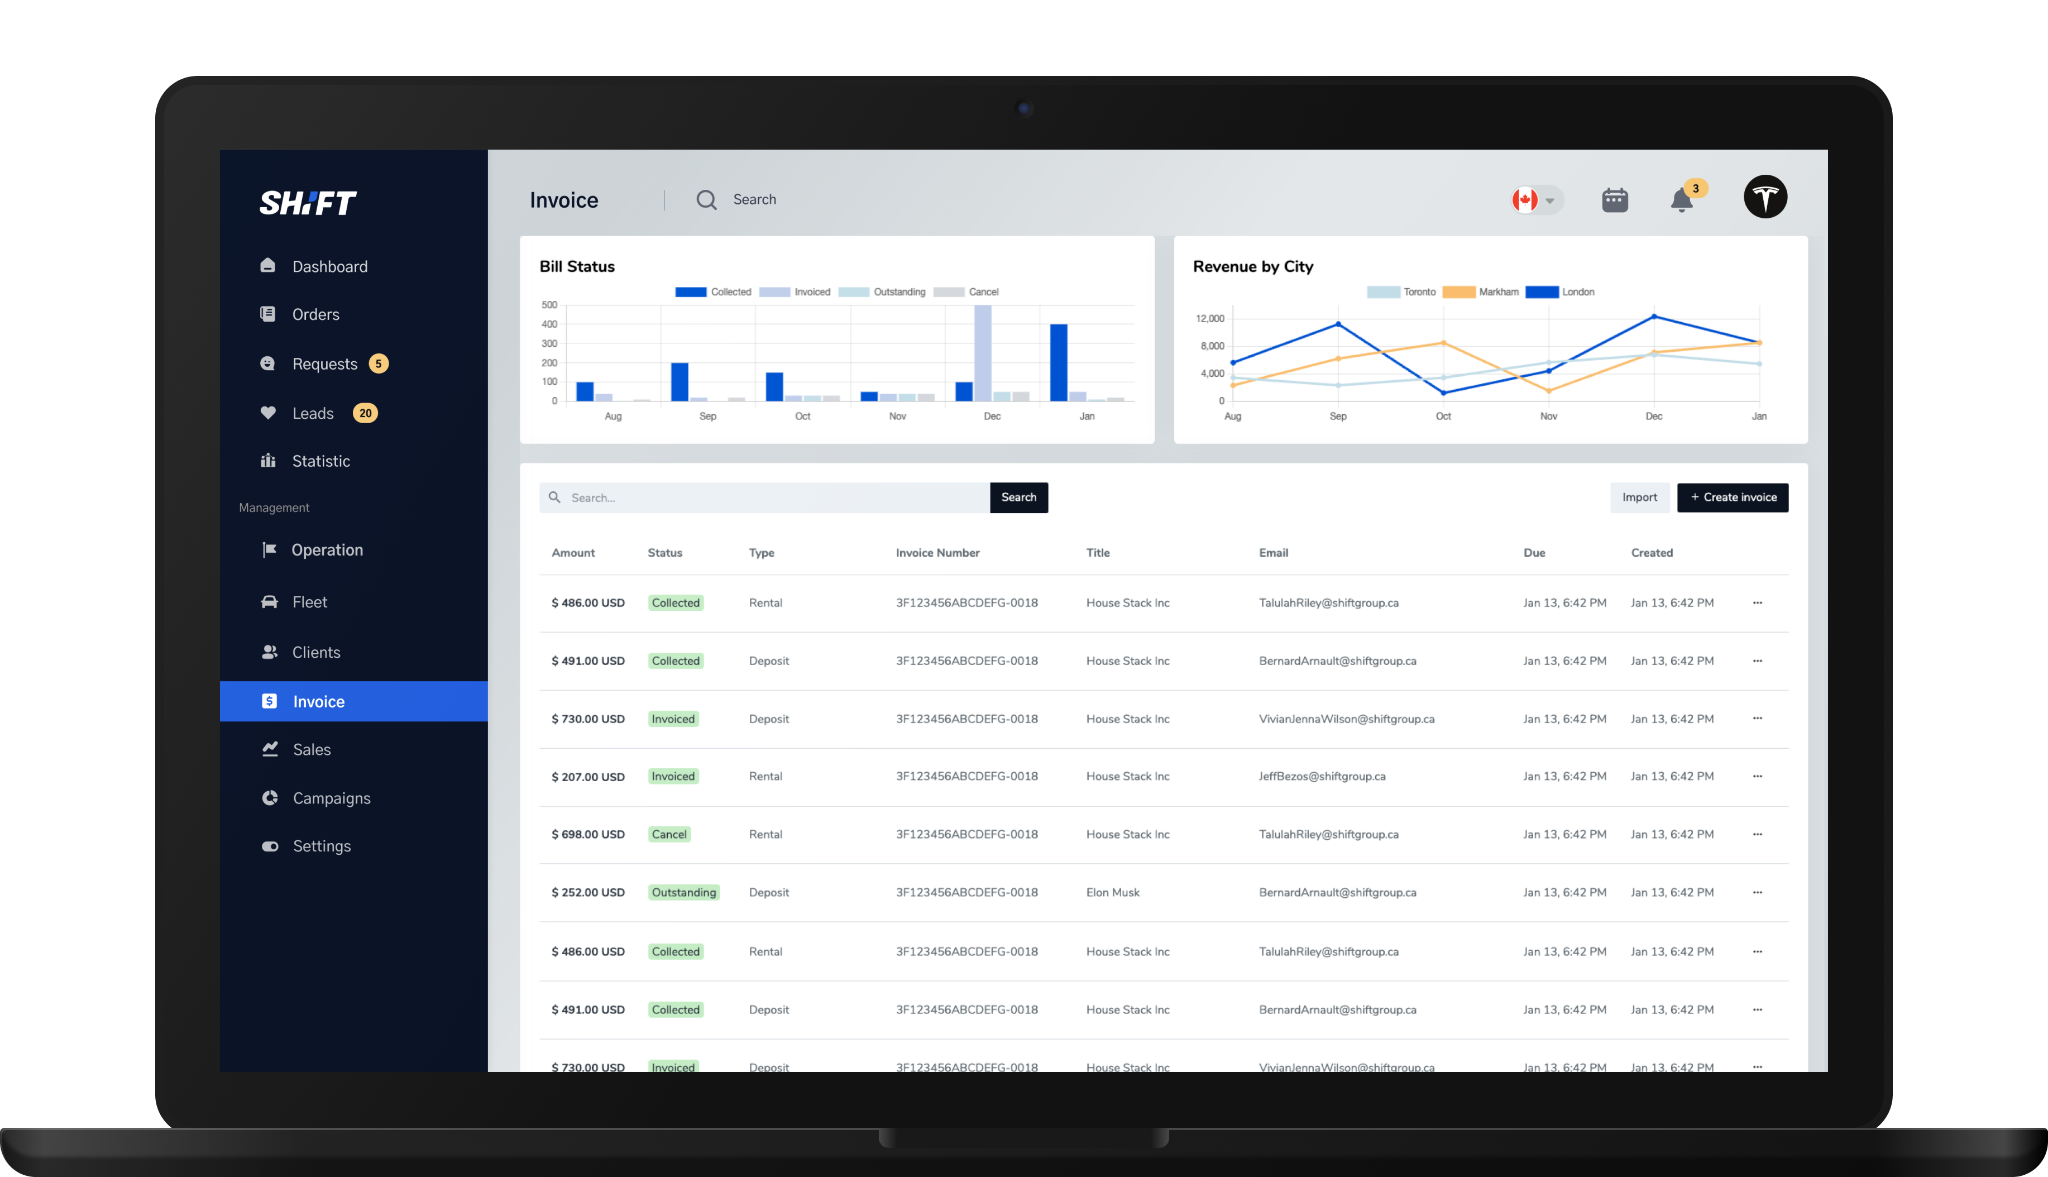 SHIFT
Dashboard
Orders
Requests 5
Leads 20
Statistic
Management
Operation
Fleet
Clients
Invoice
Sales
Campaigns
Settings
Invoice Search 3
Bill Status
Collected Invoiced Outstanding Cancel
500
400
300
200
100
0
Aug Sep Oct Nov Dec Jan
Revenue by City
Toronto Markham London
12,000
8,000
4,000
0
Aug Sep Oct Nov Dec Jan
Search... Search Import + Create invoice
Amount Status Type Invoice Number Title Email Due Created
$ 486.00 USD Collected Rental 3F123456ABCDEFG-0018 House Stack Inc TalulahRiley@shiftgroup.ca Jan 13, 6:42 PM Jan 13, 6:42 PM ...
$ 491.00 USD Collected Deposit 3F123456ABCDEFG-0018 House Stack Inc BernardArnault@shiftgroup.ca Jan 13, 6:42 PM Jan 13, 6:42 PM ...
$ 730.00 USD Invoiced Deposit 3F123456ABCDEFG-0018 House Stack Inc VivianJennaWilson@shiftgroup.ca Jan 13, 6:42 PM Jan 13, 6:42 PM ...
$ 207.00 USD Invoiced Rental 3F123456ABCDEFG-0018 House Stack Inc JeffBezos@shiftgroup.ca Jan 13, 6:42 PM Jan 13, 6:42 PM ...
$ 698.00 USD Cancel Rental 3F123456ABCDEFG-0018 House Stack Inc TalulahRiley@shiftgroup.ca Jan 13, 6:42 PM Jan 13, 6:42 PM ...
$ 252.00 USD Outstanding Deposit 3F123456ABCDEFG-0018 Elon Musk BernardArnault@shiftgroup.ca Jan 13, 6:42 PM Jan 13, 6:42 PM ...
$ 486.00 USD Collected Rental 3F123456ABCDEFG-0018 House Stack Inc TalulahRiley@shiftgroup.ca Jan 13, 6:42 PM Jan 13, 6:42 PM ...
$ 491.00 USD Collected Deposit 3F123456ABCDEFG-0018 House Stack Inc BernardArnault@shiftgroup.ca Jan 13, 6:42 PM Jan 13, 6:42 PM ...
$ 730.00 USD Invoiced Deposit 3F123456ABCDEFG-0018 House Stack Inc VivianJennaWilson@shiftgroup.ca Jan 13, 6:42 PM Jan 13, 6:42 PM ...